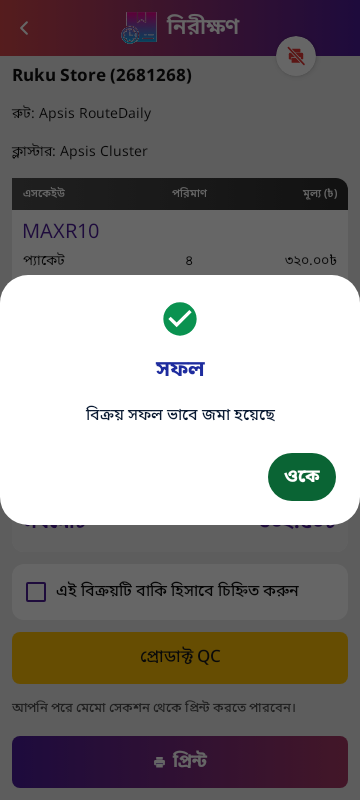 নিরীক্ষণ
Ruku Store (2681268)
রুট: Apsis RouteDaily
ক্লাস্টার: Apsis Cluster
এসকেইউ পরিমাণ মূল্য (৳)
MAXR10
প্যাকেট ৪ ৩২০.০০৳
সফল
বিক্রয় সফল ভাবে জমা হয়েছে
ওকে
এই বিক্রয়টি বাকি হিসাবে চিহ্নিত করুন
প্রোডাক্ট QC
আপনি পরে মেমো সেকশন থেকে প্রিন্ট করতে পারবেন।
প্রিন্ট